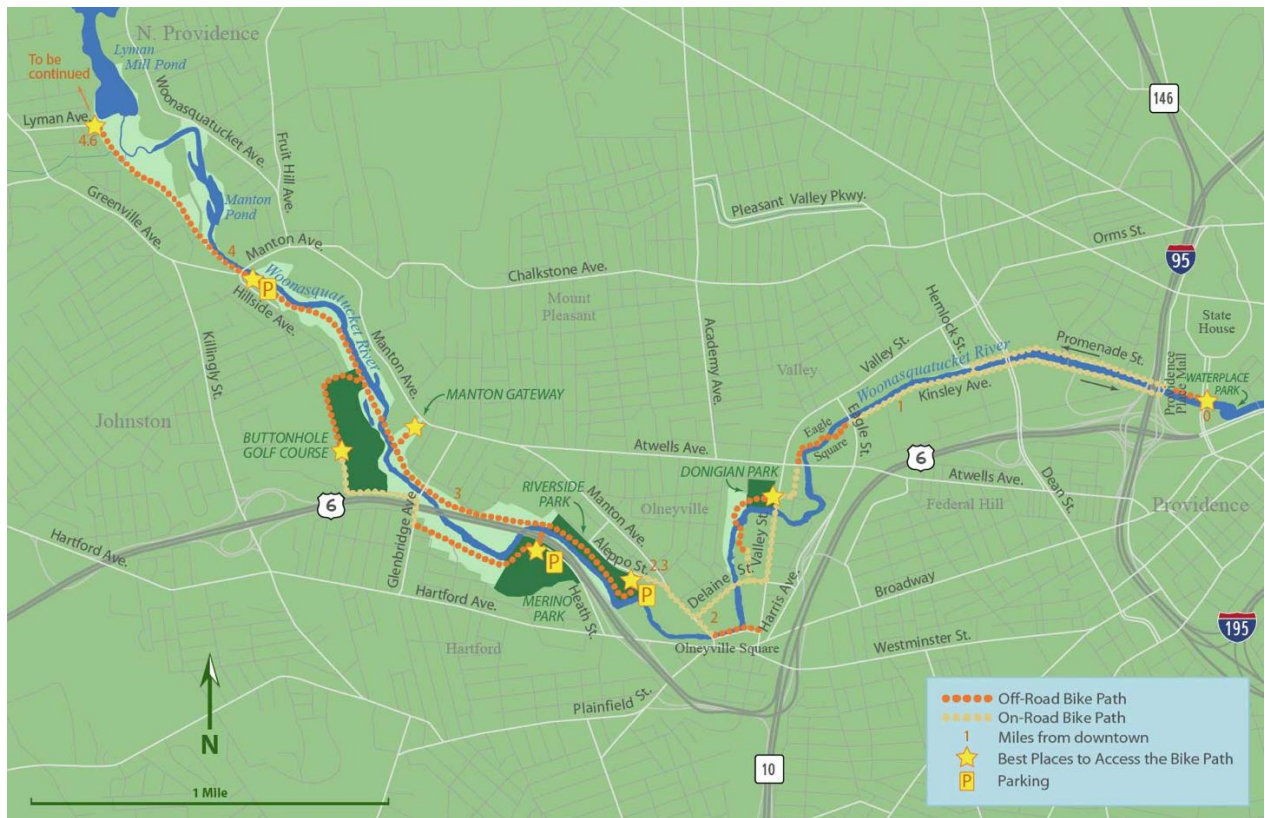 N. Providence
Lyman
Mill Pond
To be
continued
Woonasquatucket Ave.
Lyman Ave.
4.6
Fruit Hill Ave.
146
Manton
Pond
Greenville Ave.
Pleasant Valley Pkwy.
4
Manton Ave.
Orms St.
95
Woonasquatucket River
Chalkstone Ave.
P
Hillside Ave.
Mount
Pleasant
Hemlock St.
State
House
Killingly St.
Manton Ave.
Academy Ave.
Valley St.
Woonasquatucket River
Promenade St.
Providence
Place Mall
WATERPLACE
PARK
0
Valley
Kinsley Ave.
1
MANTON GATEWAY
Johnston
BUTTONHOLE
GOLF COURSE
Eagle
Square
Eagle St.
Atwells Ave.
6
DONIGIAN PARK
Atwells Ave.
Dean St.
3
RIVERSIDE
PARK
Manton Ave.
Olneyville
Federal Hill
Providence
6
Glenbridge Ave.
Hartford Ave.
Aleppo St.
2.3
Valley St.
P
P
Delaine St.
Harris Ave.
Broadway
MERINO
PARK
Heath St.
Hartford Ave.
2
195
Hartford
Olneyville Square
Westminster St.
Plainfield St.
N
1 Mile
10
Off-Road Bike Path
On-Road Bike Path
1 Miles from downtown
Best Places to Access the Bike Path
P Parking